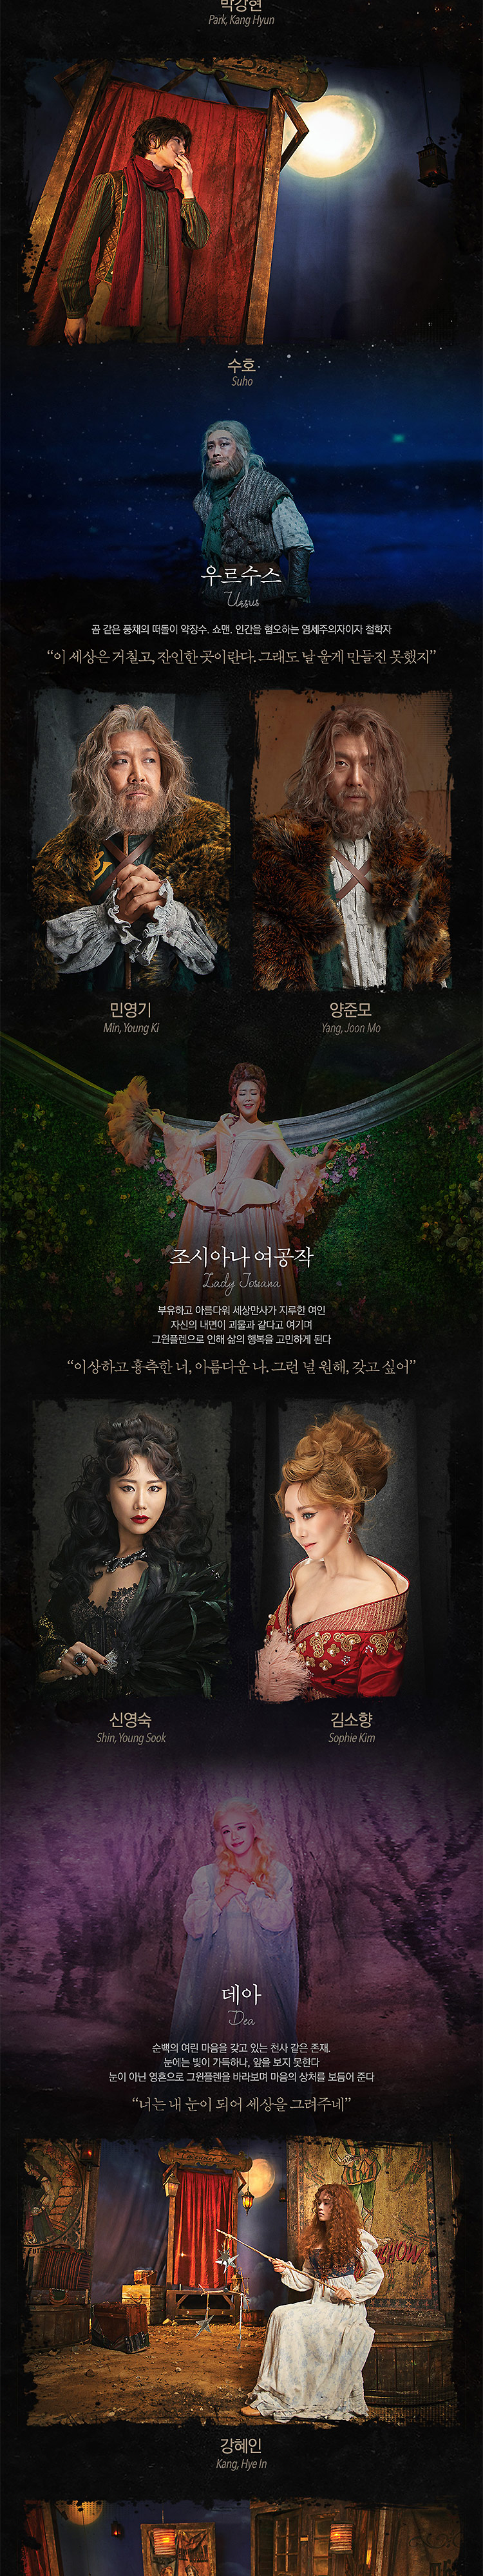 박강현
Park, Kang Hyun
수호
Suho
우르수스
Ursus
곰 같은 풍채의 떠돌이 약장수. 쇼맨. 인간을 혐오하는 염세주의자이자 철학자
“이 세상은 거칠고, 잔인한 곳이란다. 그래도 날 울게 만들진 못했지”
민영기
Min, Young Ki
양준모
Yang, Joon Mo
조시아나 여공작
Lady Josiana
부유하고 아름다워 세상만사가 지루한 여인
자신의 내면이 괴물과 같다고 여기며
그윈플렌으로 인해 삶의 행복을 고민하게 된다
“이상하고 흉측한 너, 아름다운 나. 그런 널 원해, 갖고 싶어”
신영숙
Shin, Young Sook
김소향
Sophie Kim
데아
Dea
순백의 여린 마음을 갖고 있는 천사 같은 존재.
눈에는 빛이 가득하나, 앞을 보지 못한다
눈이 아닌 영혼으로 그윈플렌을 바라보며 마음의 상처를 보듬어 준다
“너는 내 눈이 되어 세상을 그려주네”
강혜인
Kang, Hye In